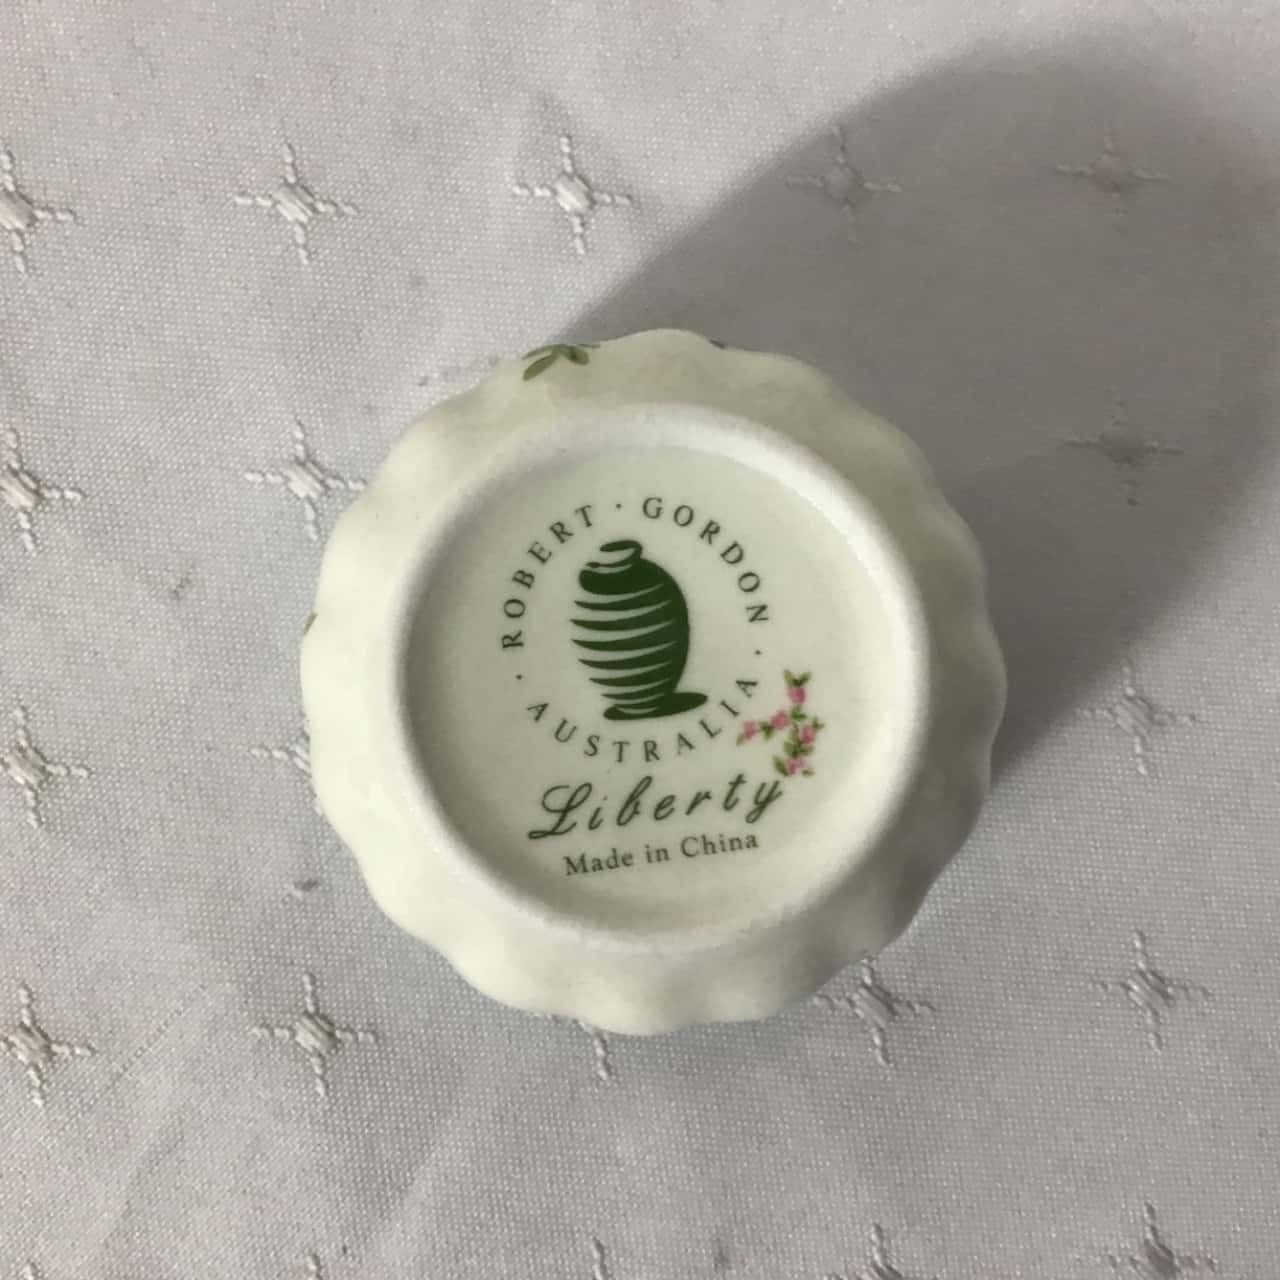 · ROBERT · GORDON ·
AUSTRALIA
Liberty
Made in China